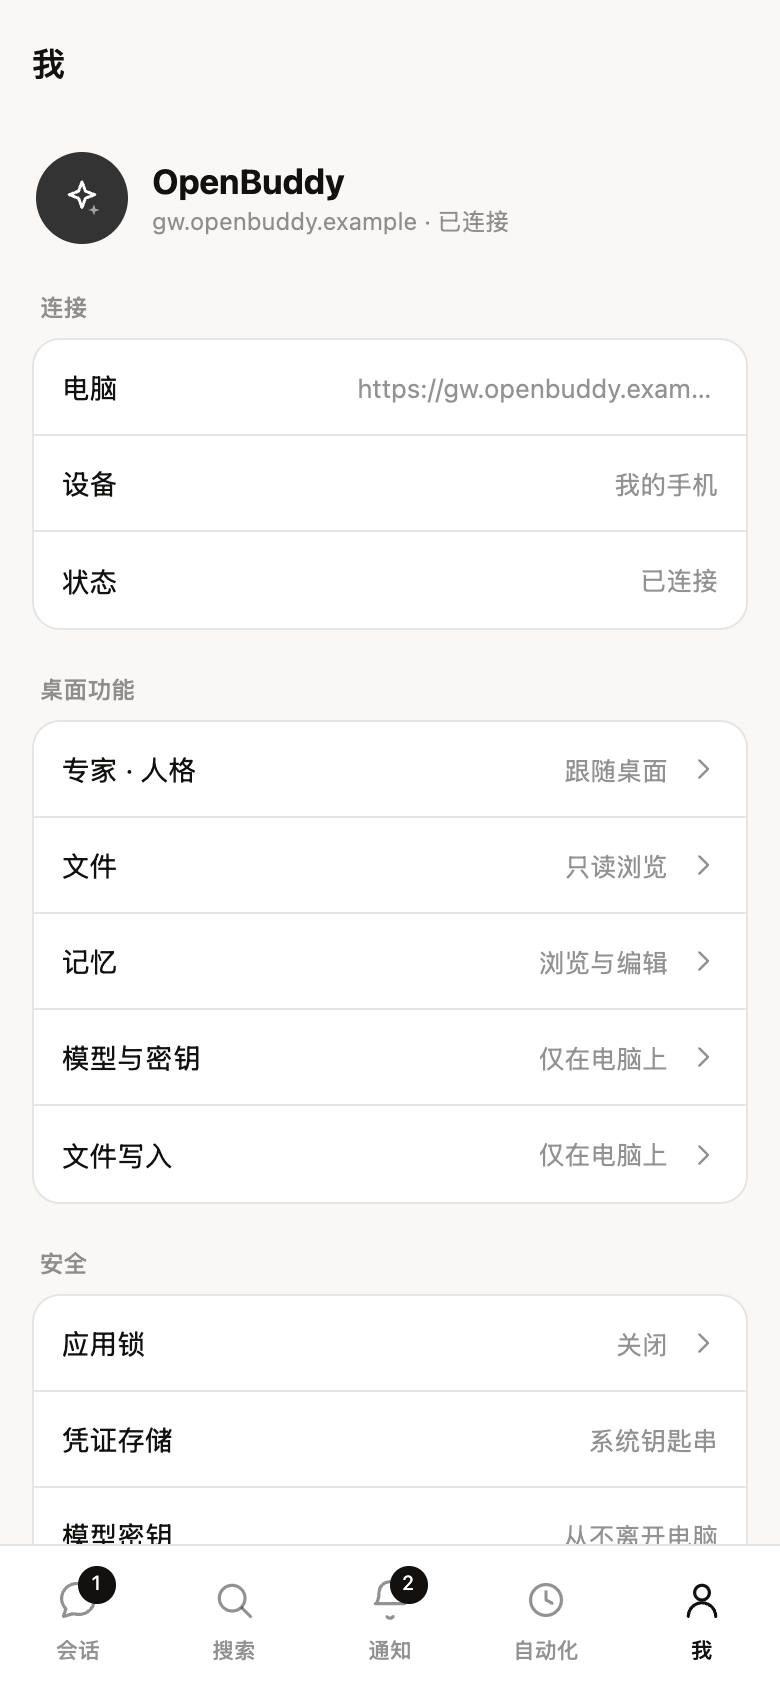 我
OpenBuddy
gw.openbuddy.example · 已连接
连接
电脑 https://gw.openbuddy.exam...
设备 我的手机
状态 已连接
桌面功能
专家 · 人格 跟随桌面
文件 只读浏览
记忆 浏览与编辑
模型与密钥 仅在电脑上
文件写入 仅在电脑上
安全
应用锁 关闭
凭证存储 系统钥匙串
模型密钥 从不离开电脑
1 2
会话 搜索 通知 自动化 我